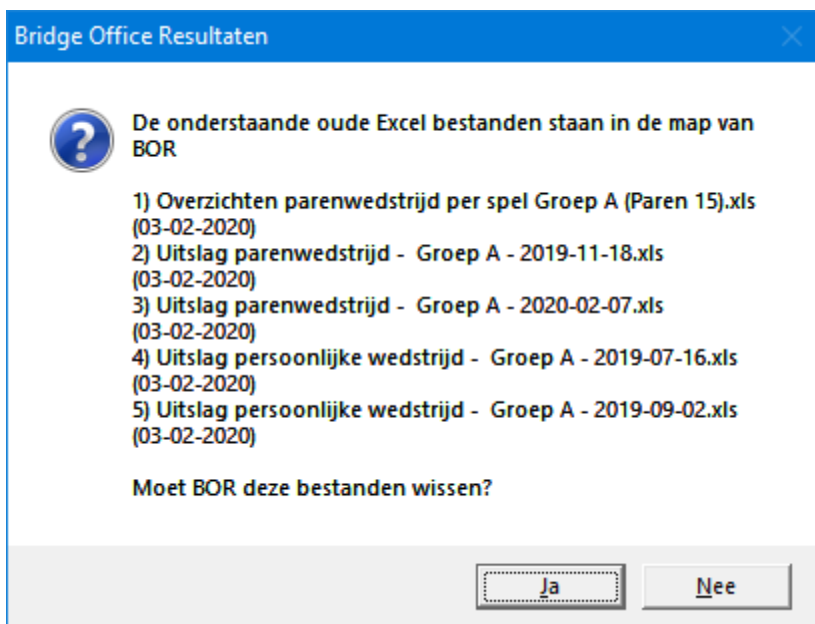 Bridge Office Resultaten
De onderstaande oude Excel bestanden staan in de map van
BOR
1) Overzichten parenwedstrijd per spel Groep A (Paren 15).xls
(03-02-2020)
2) Uitslag parenwedstrijd -  Groep A - 2019-11-18.xls
(03-02-2020)
3) Uitslag parenwedstrijd -  Groep A - 2020-02-07.xls
(03-02-2020)
4) Uitslag persoonlijke wedstrijd -  Groep A - 2019-07-16.xls
(03-02-2020)
5) Uitslag persoonlijke wedstrijd -  Groep A - 2019-09-02.xls
(03-02-2020)
Moet BOR deze bestanden wissen?
Ja
Nee